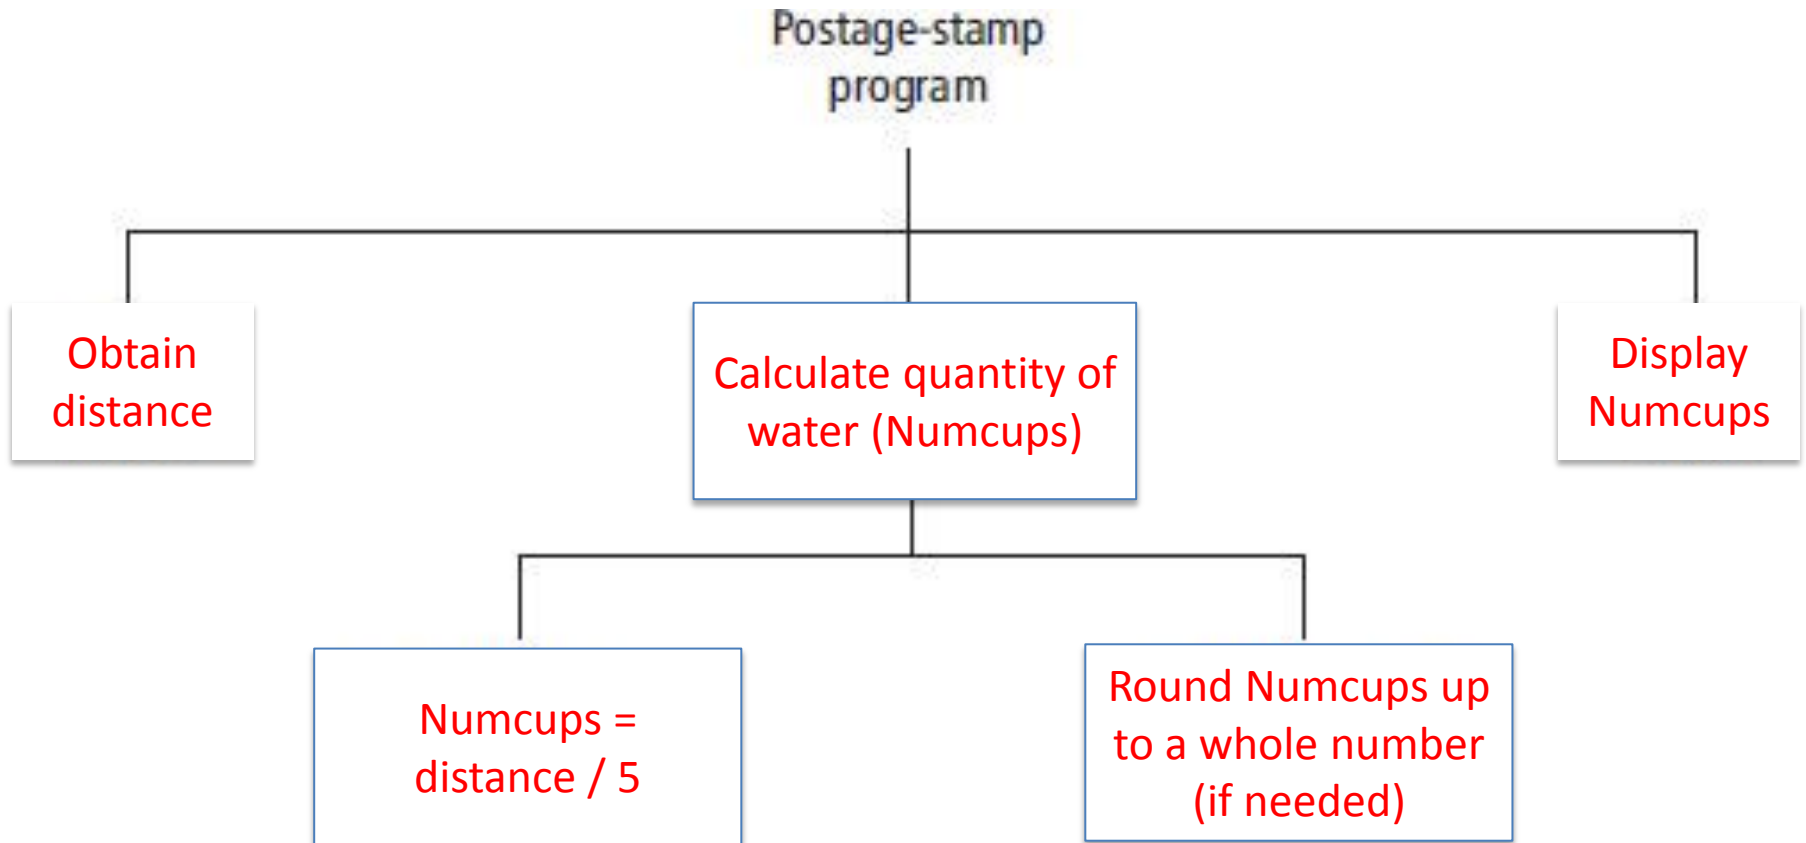 Postage-stamp
program
Obtain
distance
Calculate quantity of
water (Numcups)
Display
Numcups
Numcups =
distance / 5
Round Numcups up
to a whole number
(if needed)